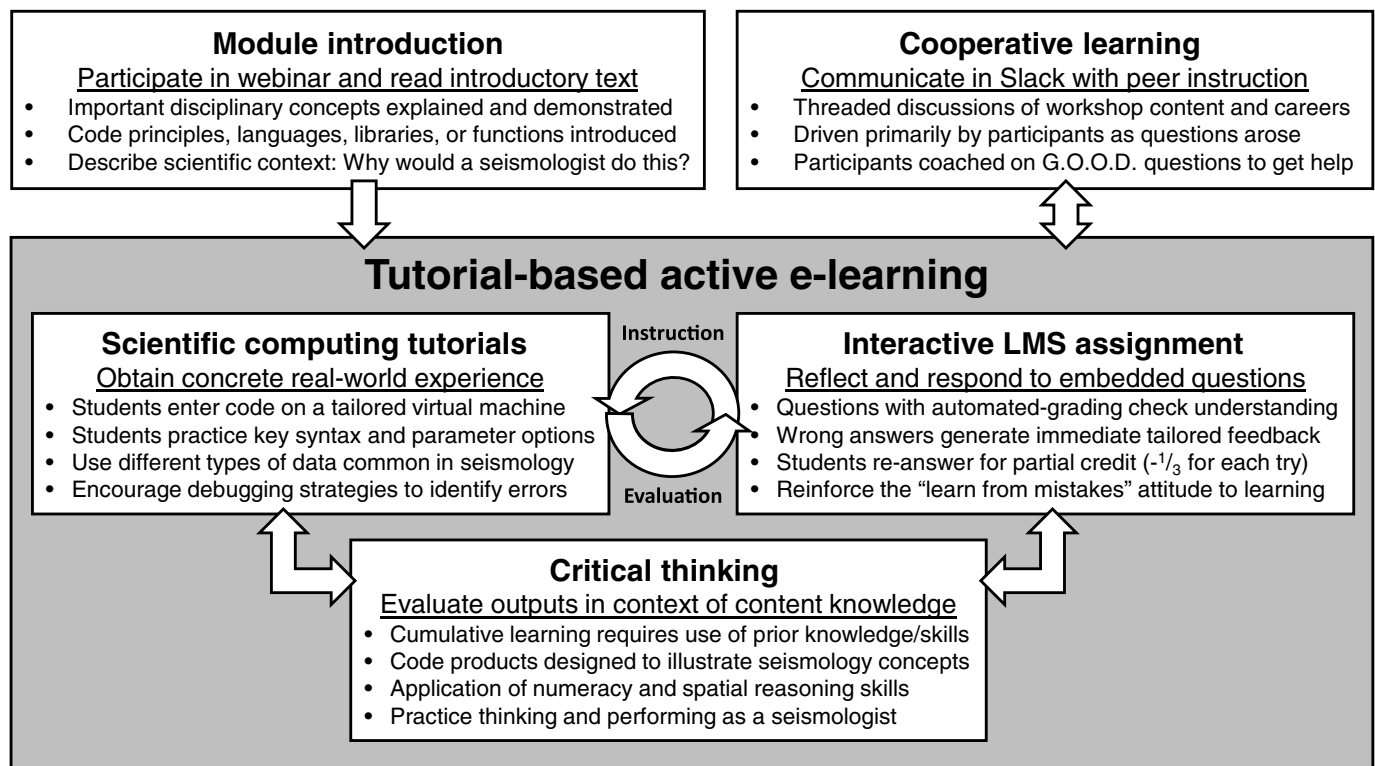 Module introduction
Participate in webinar and read introductory text
• Important disciplinary concepts explained and demonstrated
• Code principles, languages, libraries, or functions introduced
• Describe scientific context: Why would a seismologist do this?
Cooperative learning
Communicate in Slack with peer instruction
• Threaded discussions of workshop content and careers
• Driven primarily by participants as questions arose
• Participants coached on G.O.O.D. questions to get help
Tutorial-based active e-learning
Scientific computing tutorials
Obtain concrete real-world experience
• Students enter code on a tailored virtual machine
• Students practice key syntax and parameter options
• Use different types of data common in seismology
• Encourage debugging strategies to identify errors
Instruction
Evaluation
Interactive LMS assignment
Reflect and respond to embedded questions
• Questions with automated-grading check understanding
• Wrong answers generate immediate tailored feedback
• Students re-answer for partial credit (-1/3 for each try)
• Reinforce the “learn from mistakes” attitude to learning
Critical thinking
Evaluate outputs in context of content knowledge
• Cumulative learning requires use of prior knowledge/skills
• Code products designed to illustrate seismology concepts
• Application of numeracy and spatial reasoning skills
• Practice thinking and performing as a seismologist